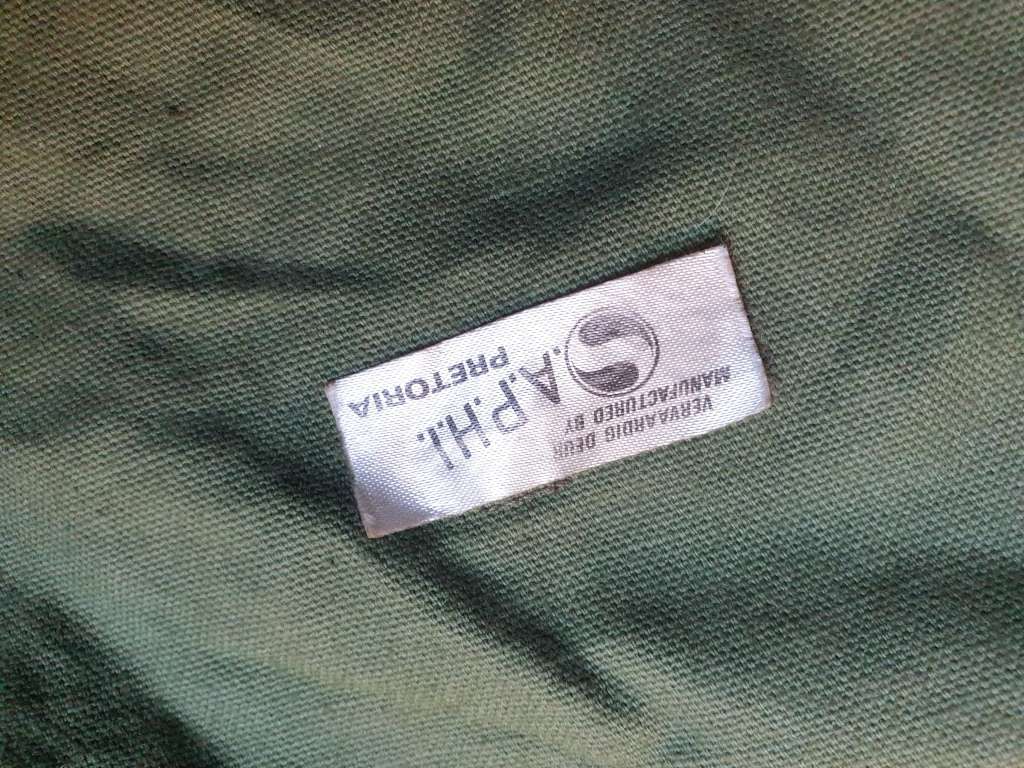 VERVAARDIG DEUR
MANUFACTURED BY
S.A.P.H.I.
PRETORIA